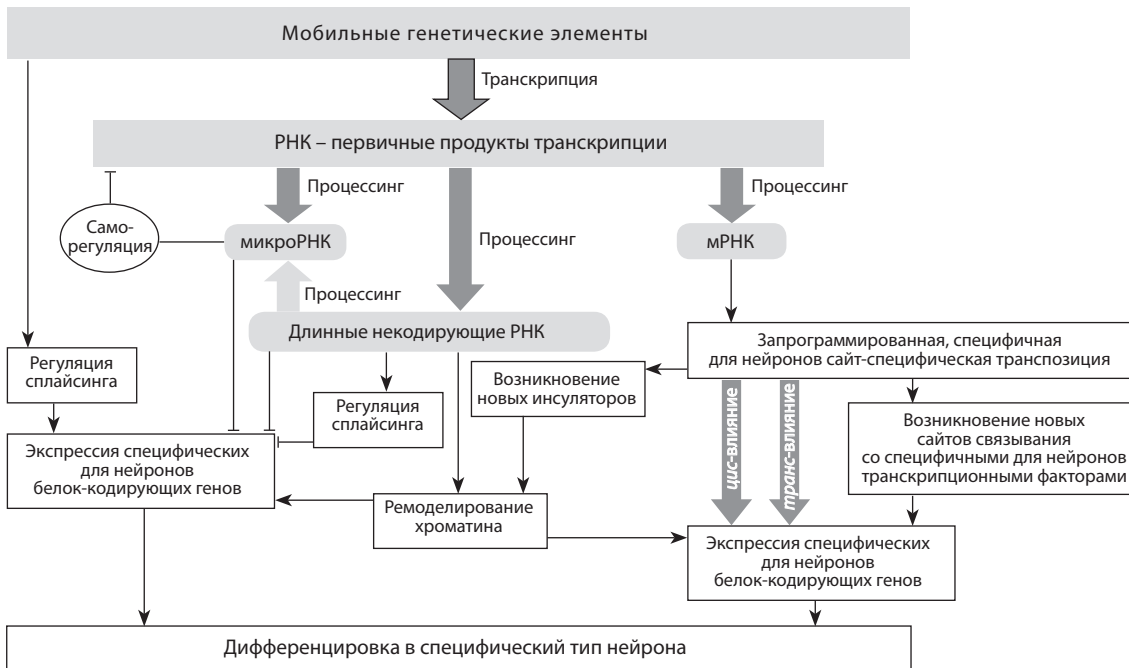 Мобильные генетические элементы
Транскрипция
РНК – первичные продукты транскрипции
Процессинг
Процессинг
Само-
регуляция
микроРНК
Процессинг
мРНК
Процессинг
Длинные некодирующие РНК
Запрограммированная, специфичная
для нейронов сайт-специфическая транспозиция
Регуляция
сплайсинга
Возникновение
новых инсуляторов
Регуляция
сплайсинга
цис-влияние
транс-влияние
Возникновение новых
сайтов связывания
со специфичными для нейронов
транскрипционными факторами
Экспрессия специфических
для нейронов
белок-кодирующих генов
Ремоделирование
хроматина
Экспрессия специфических
для нейронов
белок-кодирующих генов
Дифференцировка в специфический тип нейрона